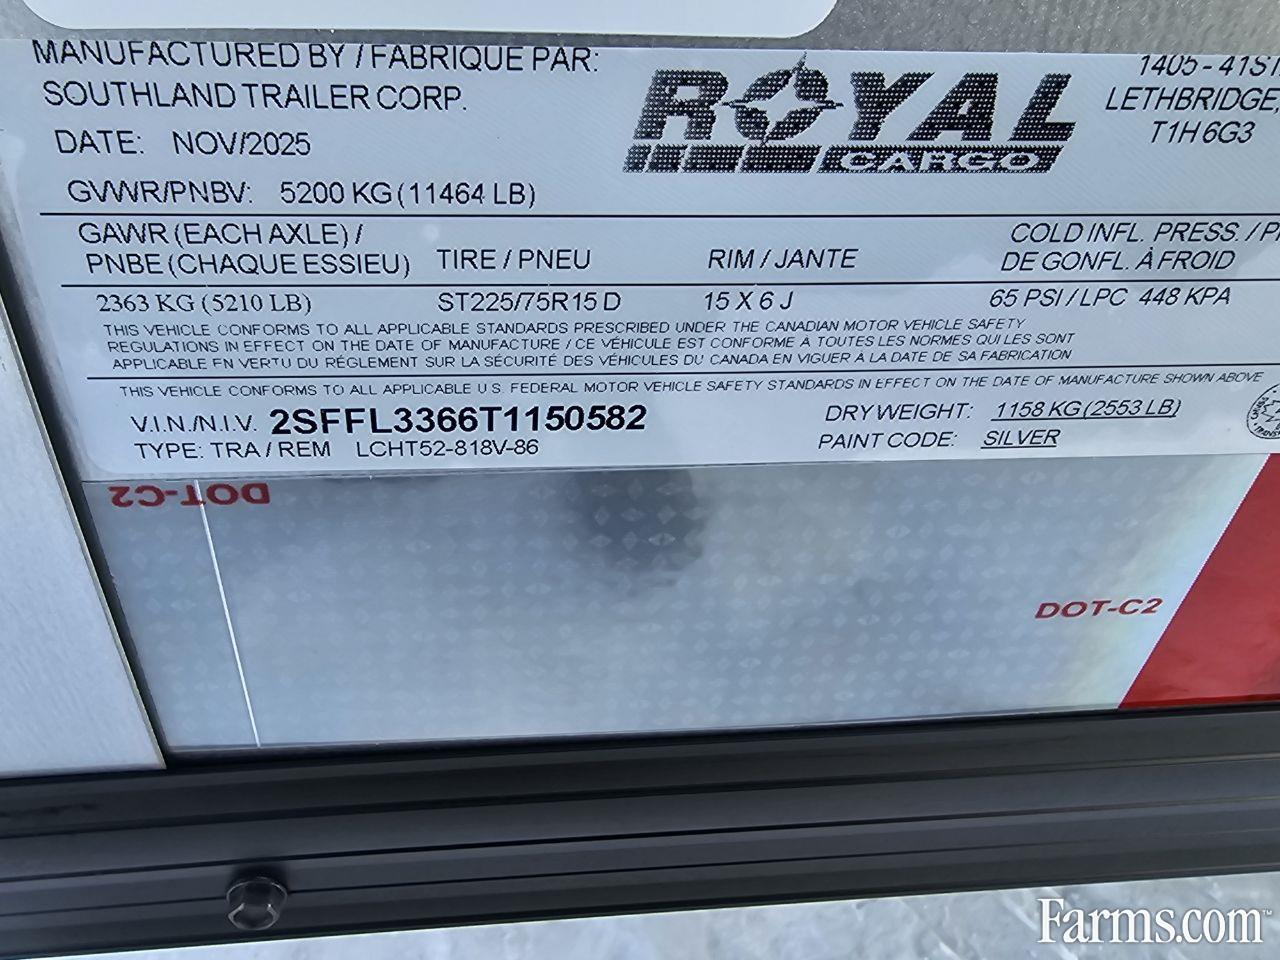 MANUFACTURED BY / FABRIQUE PAR:
SOUTHLAND TRAILER CORP.
DATE: NOV/2025
GVWR/PNBV: 5200 KG (11464 LB)
ROYAL
CARGO
1405 - 41ST
LETHBRIDGE,
T1H 6G3
GAWR (EACH AXLE) /
PNBE (CHAQUE ESSIEU)
TIRE / PNEU
RIM / JANTE
COLD INFL. PRESS. /
DE GONFL. À FROID
2363 KG (5210 LB) ST225/75R15 D 15 X 6 J 65 PSI / LPC 448 KPA
THIS VEHICLE CONFORMS TO ALL APPLICABLE STANDARDS PRESCRIBED UNDER THE CANADIAN MOTOR VEHICLE SAFETY
REGULATIONS IN EFFECT ON THE DATE OF MANUFACTURE / CE VÉHICULE EST CONFORME À TOUTES LES NORMES QUI LES SONT
APPLICABLE EN VERTU DU RÉGLEMENT SUR LA SÉCURITÉ DES VÉHICULES DU CANADA EN VIGUER À LA DATE DE SA FABRICATION
THIS VEHICLE CONFORMS TO ALL APPLICABLE U.S. FEDERAL MOTOR VEHICLE SAFETY STANDARDS IN EFFECT ON THE DATE OF MANUFACTURE SHOWN ABOVE
V.I.N./N.I.V. 2SFFL3366T1150582
DRY WEIGHT: 1158 KG (2553 LB)
TYPE: TRA / REM LCHT52-818V-86
PAINT CODE: SILVER
DOT-C2
DOT-C2
Farms.com™